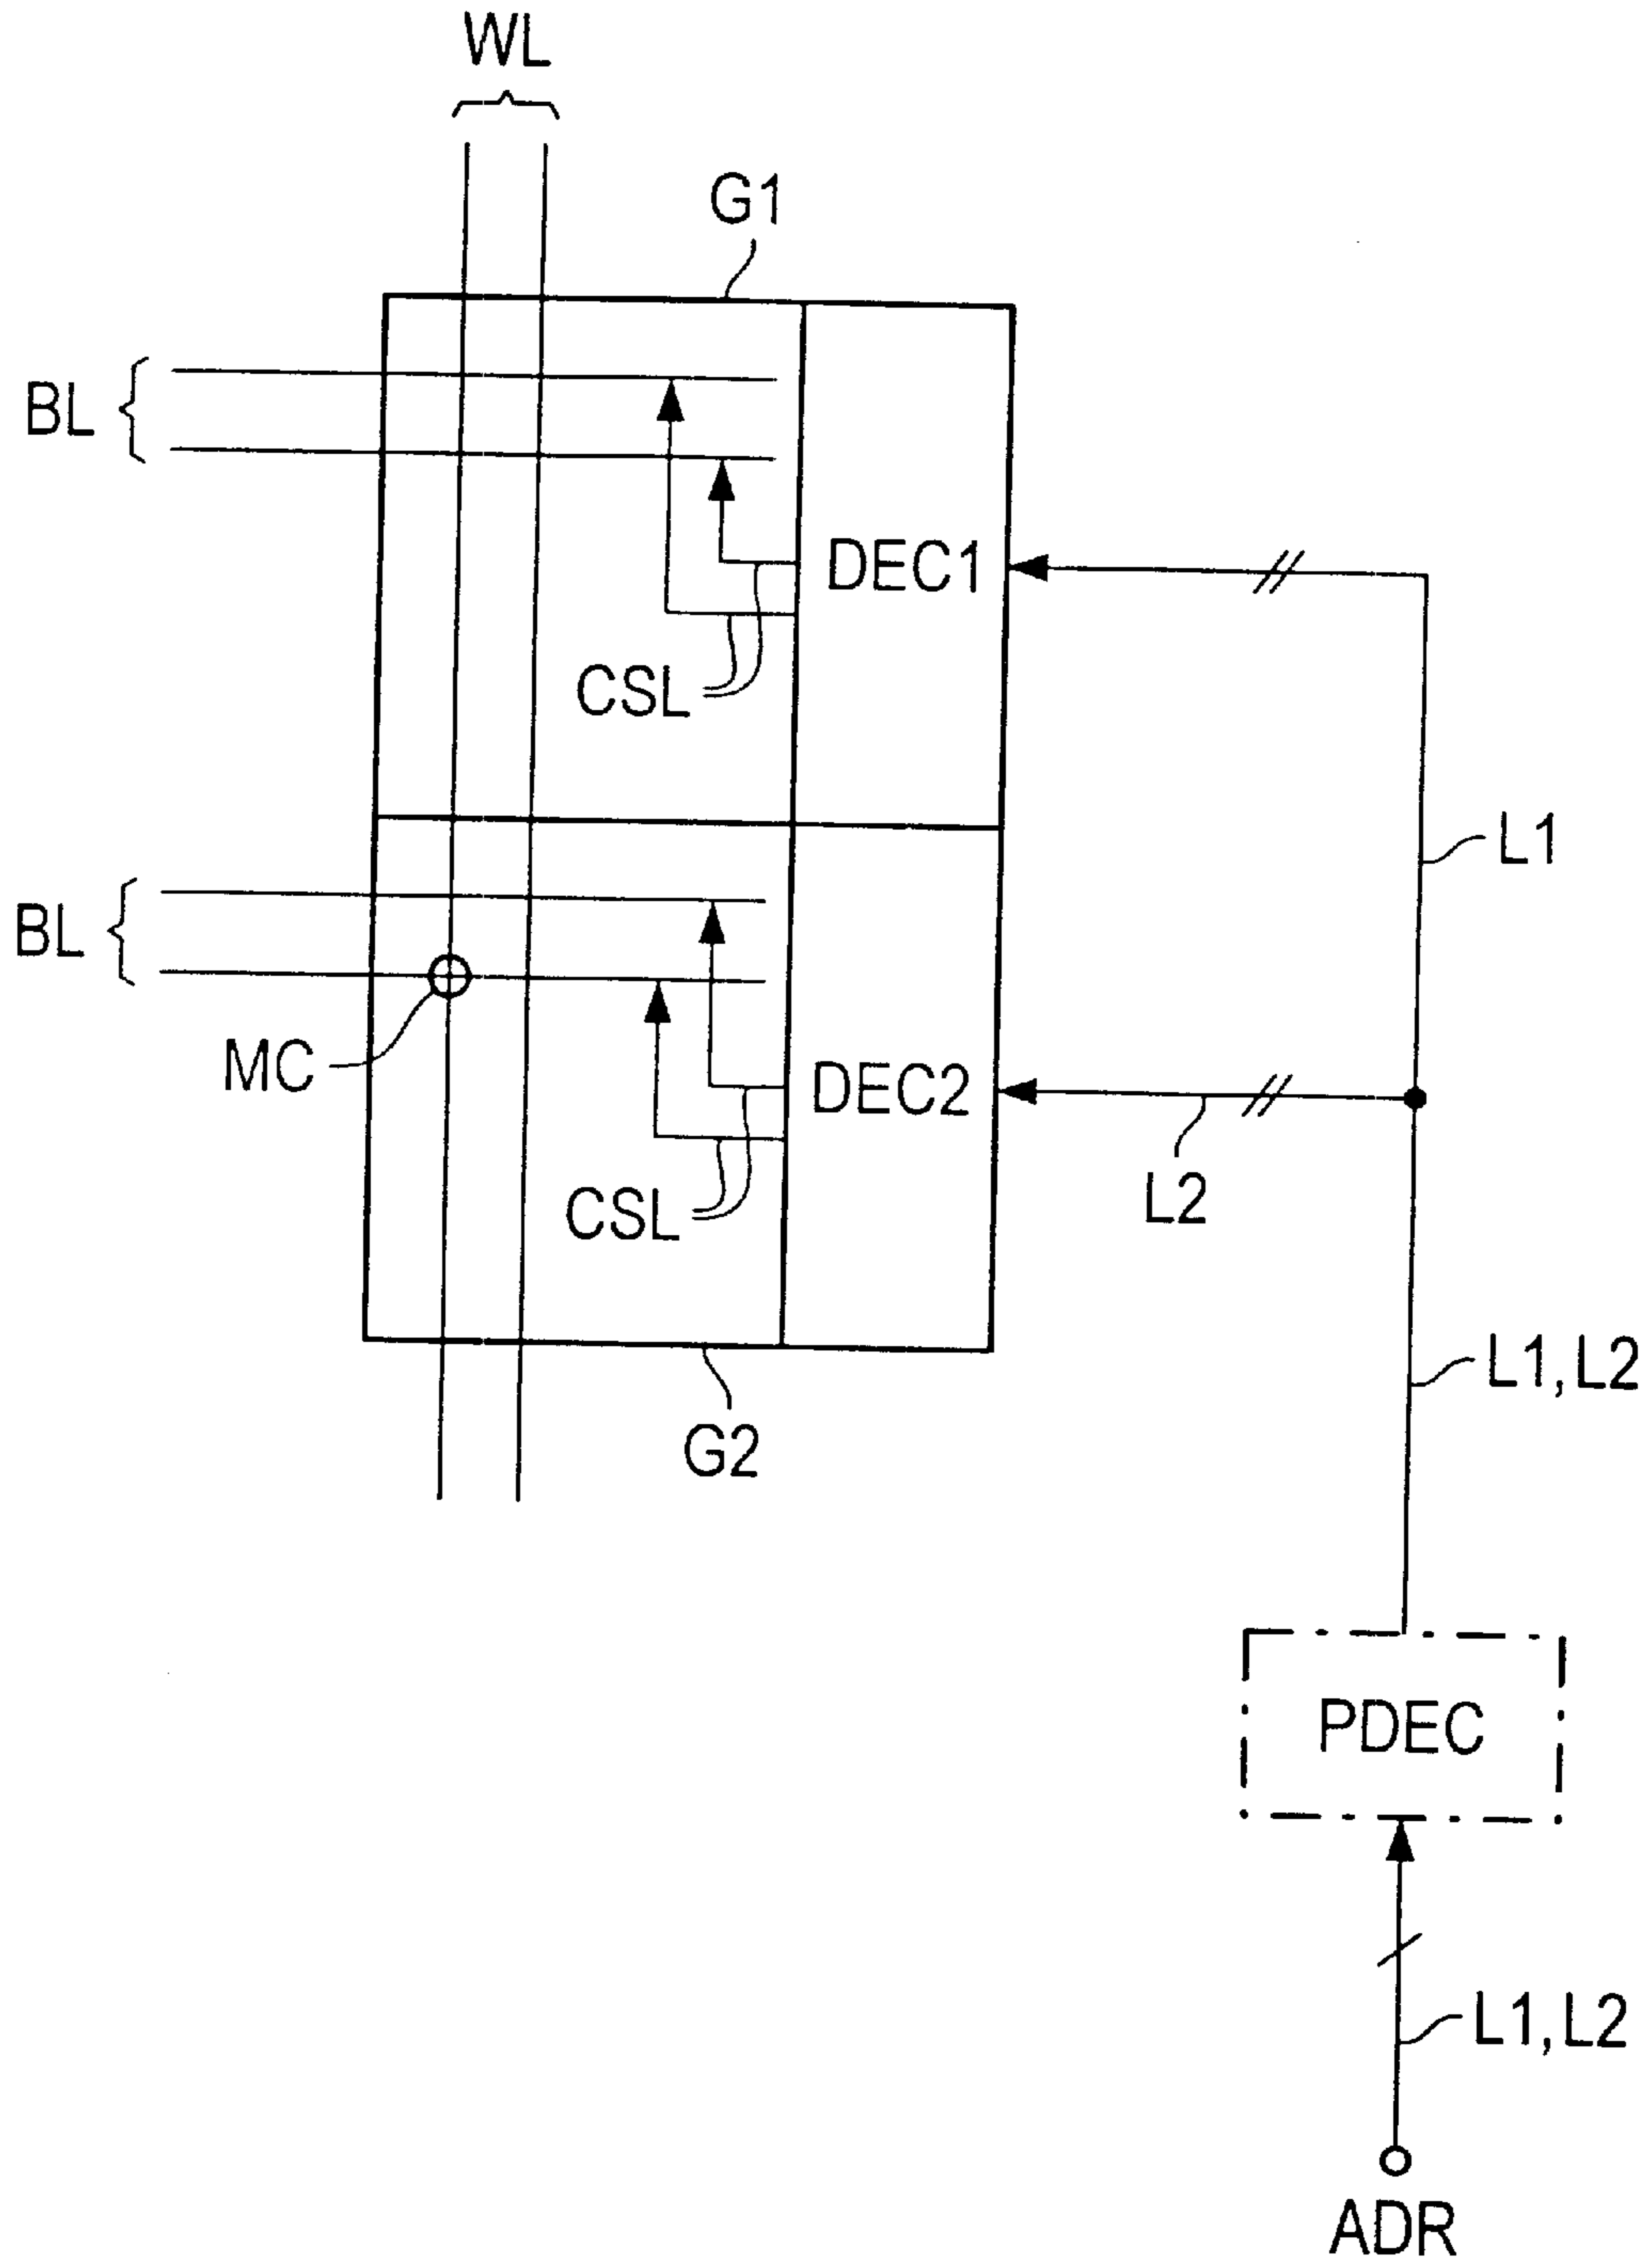 WL
G1
BL
DEC1
CSL
L1
BL
MC
DEC2
L2
CSL
L1, L2
G2
PDEC
L1, L2
ADR